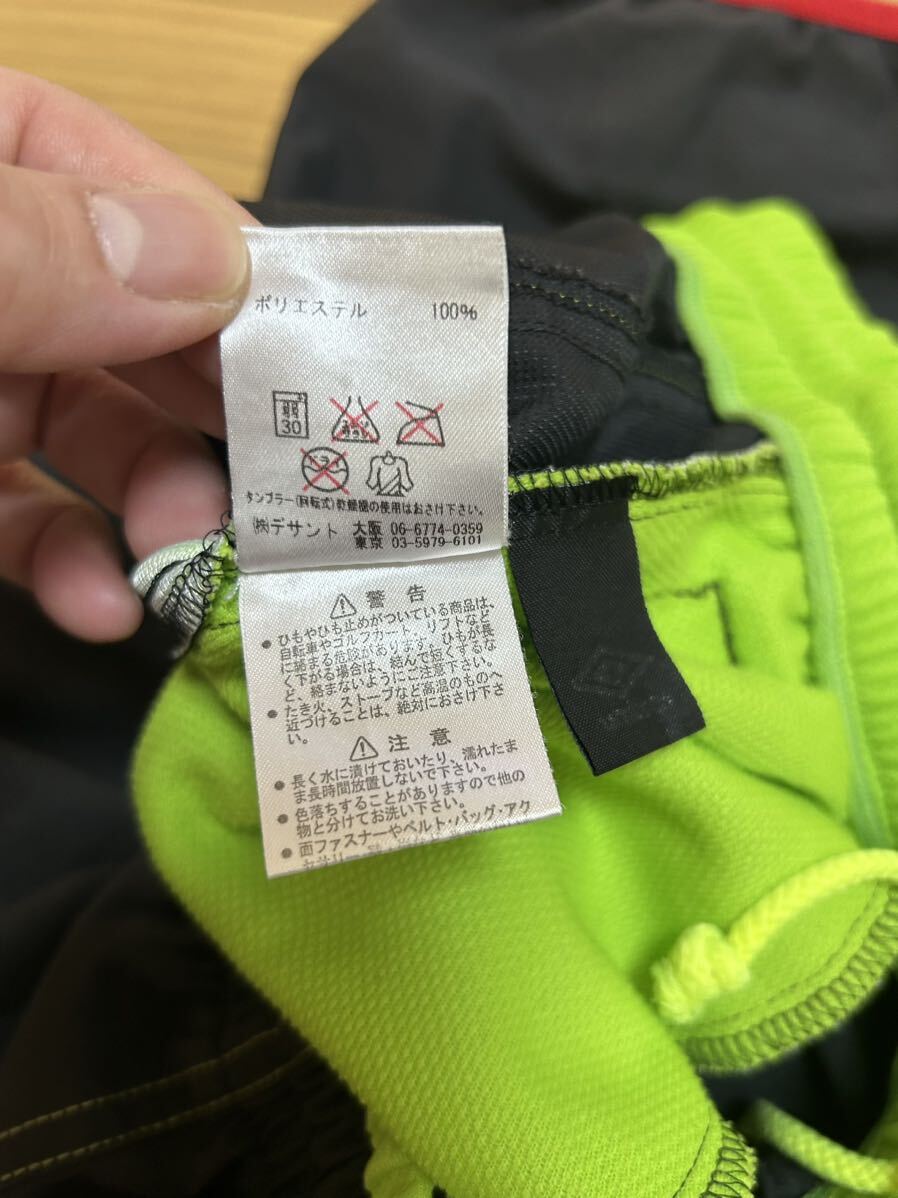 ポリエステル 100%
弱
30
エンソ
ドライ
タンブラー(回転式)乾燥機の使用はおさけ下さい。
㈱デサント 大阪 06-6774-0359
東京 03-5979-6101
⚠ 警告
● ひもやひも止めがついている商品は、
自転車やゴルフカート、リフトなど
に絡まる危険があります。ひもが長
く下がる場合は、結んで短くするな
ど、絡まないようにご注意下さい。
● たき火、ストーブなど高温のものへ
近づけることは、絶対におさけ下さ
い。
⚠ 注意
● 長く水に漬けておいたり、濡れたま
ま長時間放置しないで下さい。
● 色落ちすることがありますので他の
物と分けてお洗い下さい。
● 面ファスナーやベルト・バッグ・アク